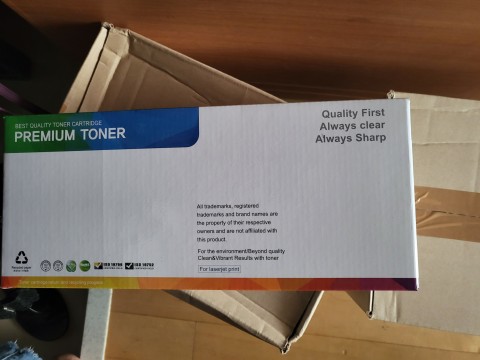 BEST QUALITY TONER CARTRIDGE
PREMIUM TONER
Quality First
Always clear
Always Sharp
All trademarks, registered
trademarks and brand names are
the property of their respective
owners and are not affiliated with
this product.
For the environment/Beyond quality
Clean&Vibrant Results with toner
For laserjet print